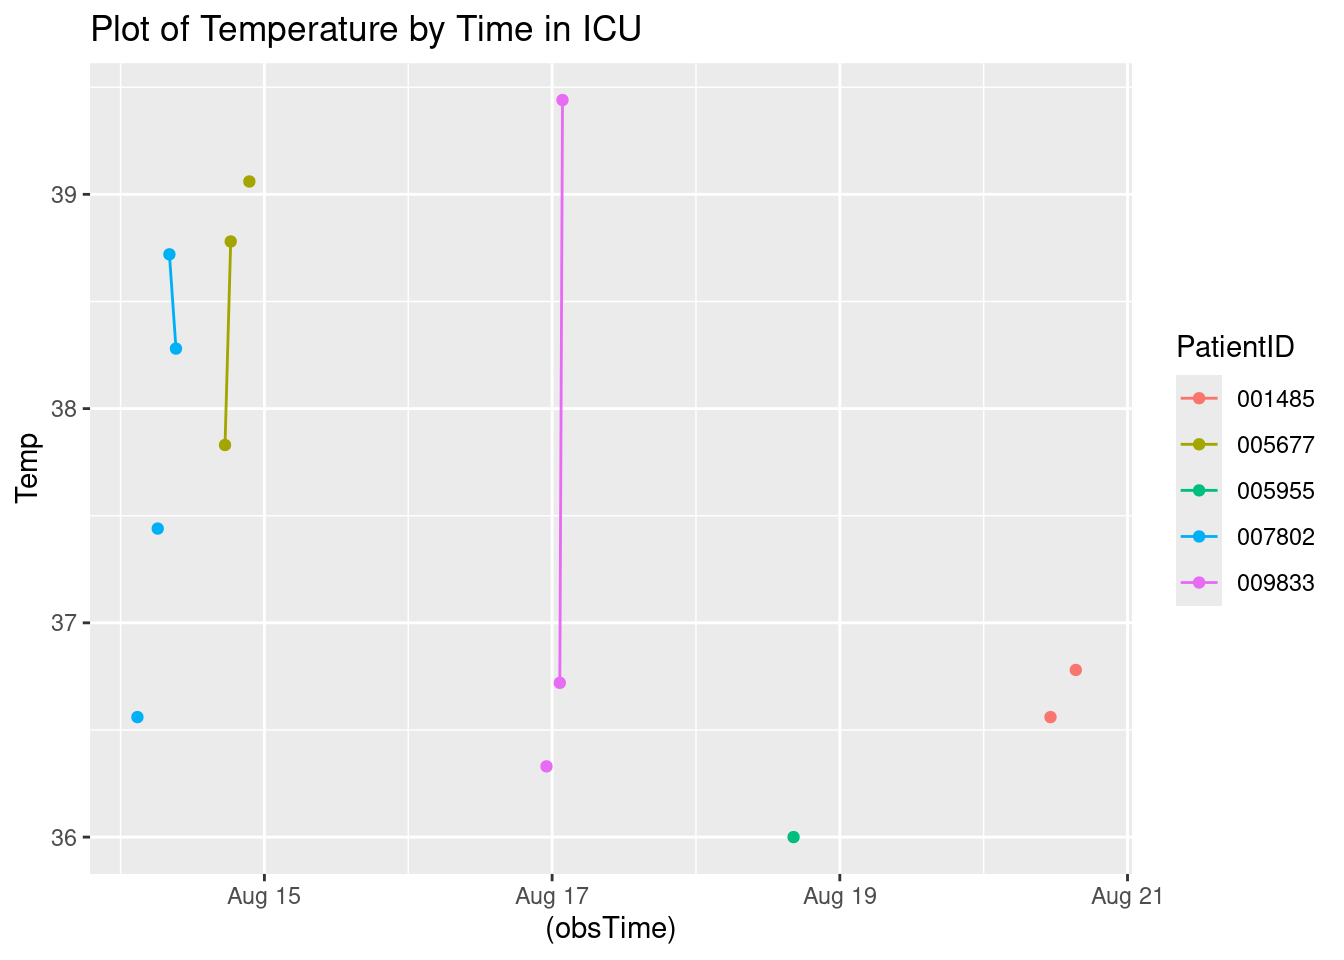 Plot of Temperature by Time in ICU
39
38
37
36
Temp
Aug 15
Aug 17
Aug 19
Aug 21
(obsTime)
PatientID
001485
005677
005955
007802
009833